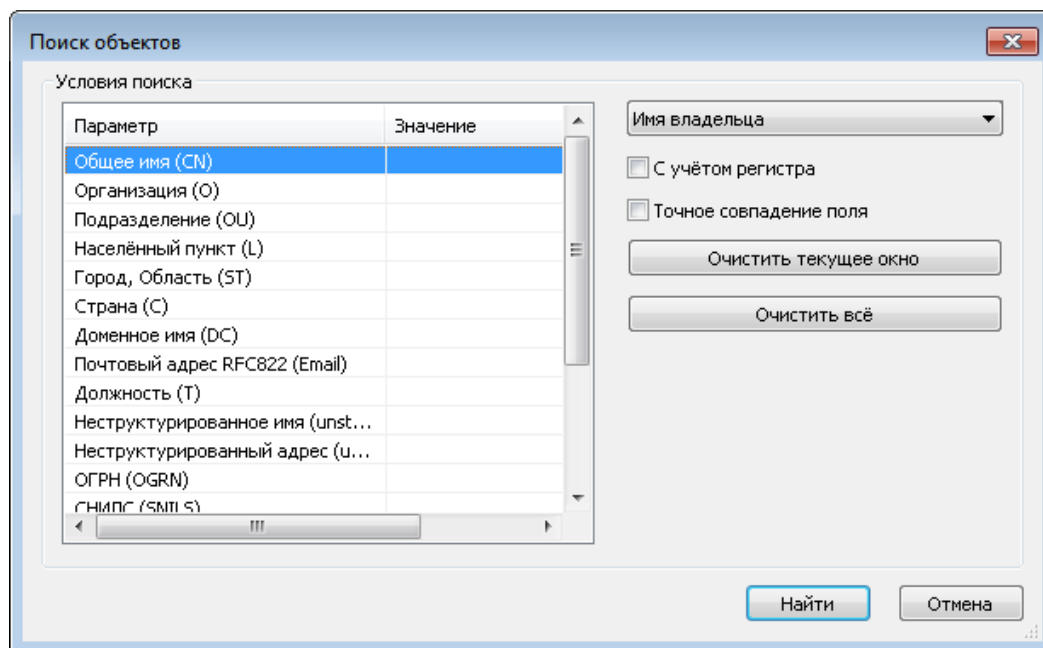 Поиск объектов
Условия поиска
Параметр Значение
Общее имя (CN)
Организация (O)
Подразделение (OU)
Населённый пункт (L)
Город, Область (ST)
Страна (C)
Доменное имя (DC)
Почтовый адрес RFC822 (Email)
Должность (T)
Неструктурированное имя (unst...
Неструктурированный адрес (u...
ОГРН (OGRN)
СНИЛС (SNILS)
Имя владельца
С учётом регистра
Точное совпадение поля
Очистить текущее окно
Очистить всё
Найти Отмена